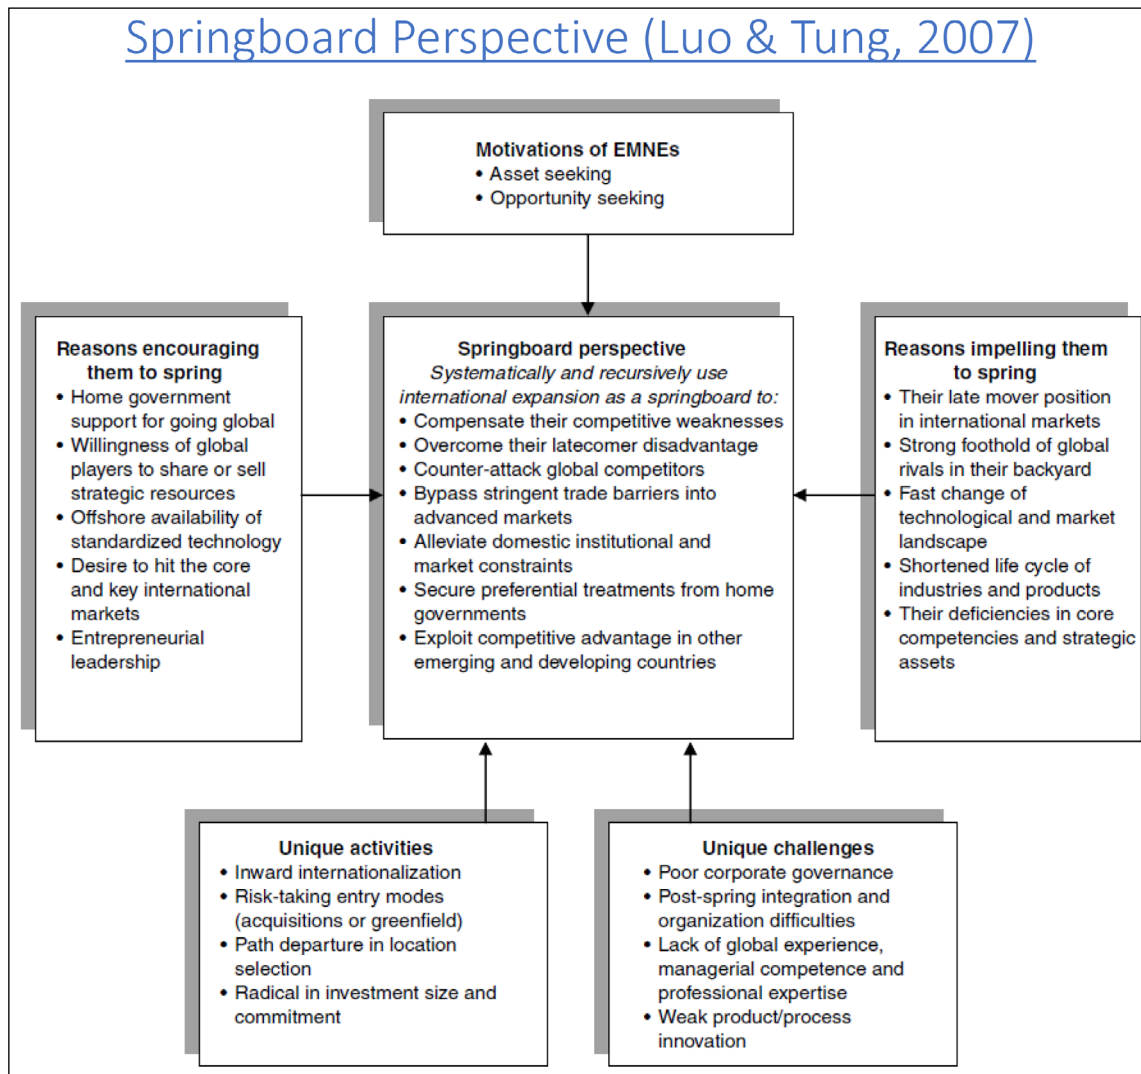 Springboard Perspective (Luo & Tung, 2007)
Motivations of EMNEs
• Asset seeking
• Opportunity seeking
Reasons encouraging
them to spring
• Home government
support for going global
• Willingness of global
players to share or sell
strategic resources
• Offshore availability of
standardized technology
• Desire to hit the core
and key international
markets
• Entrepreneurial
leadership
Springboard perspective
Systematically and recursively use
international expansion as a springboard to:
• Compensate their competitive weaknesses
• Overcome their latecomer disadvantage
• Counter-attack global competitors
• Bypass stringent trade barriers into
advanced markets
• Alleviate domestic institutional and
market constraints
• Secure preferential treatments from home
governments
• Exploit competitive advantage in other
emerging and developing countries
Reasons impelling them
to spring
• Their late mover position
in international markets
• Strong foothold of global
rivals in their backyard
• Fast change of
technological and market
landscape
• Shortened life cycle of
industries and products
• Their deficiencies in core
competencies and strategic
assets
Unique activities
• Inward internationalization
• Risk-taking entry modes
(acquisitions or greenfield)
• Path departure in location
selection
• Radical in investment size and
commitment
Unique challenges
• Poor corporate governance
• Post-spring integration and
organization difficulties
• Lack of global experience,
managerial competence and
professional expertise
• Weak product/process
innovation